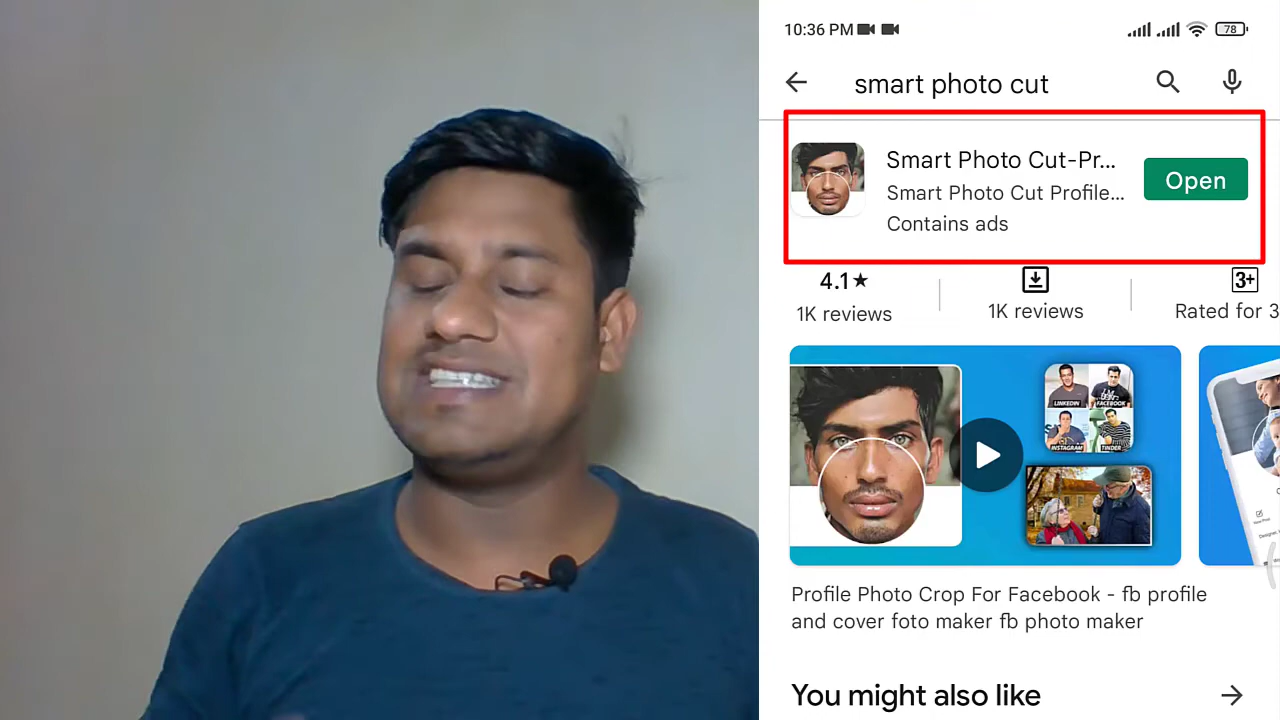 10:36 PM
78
smart photo cut
Smart Photo Cut-Pr...
Smart Photo Cut Profile...
Contains ads
Open
4.1★
1K reviews
1K reviews
3+
Rated for 3
LINKEDIN
FACEBOOK
INSTAGRAM
TINDER
Profile Photo Crop For Facebook - fb profile
and cover foto maker fb photo maker
You might also like